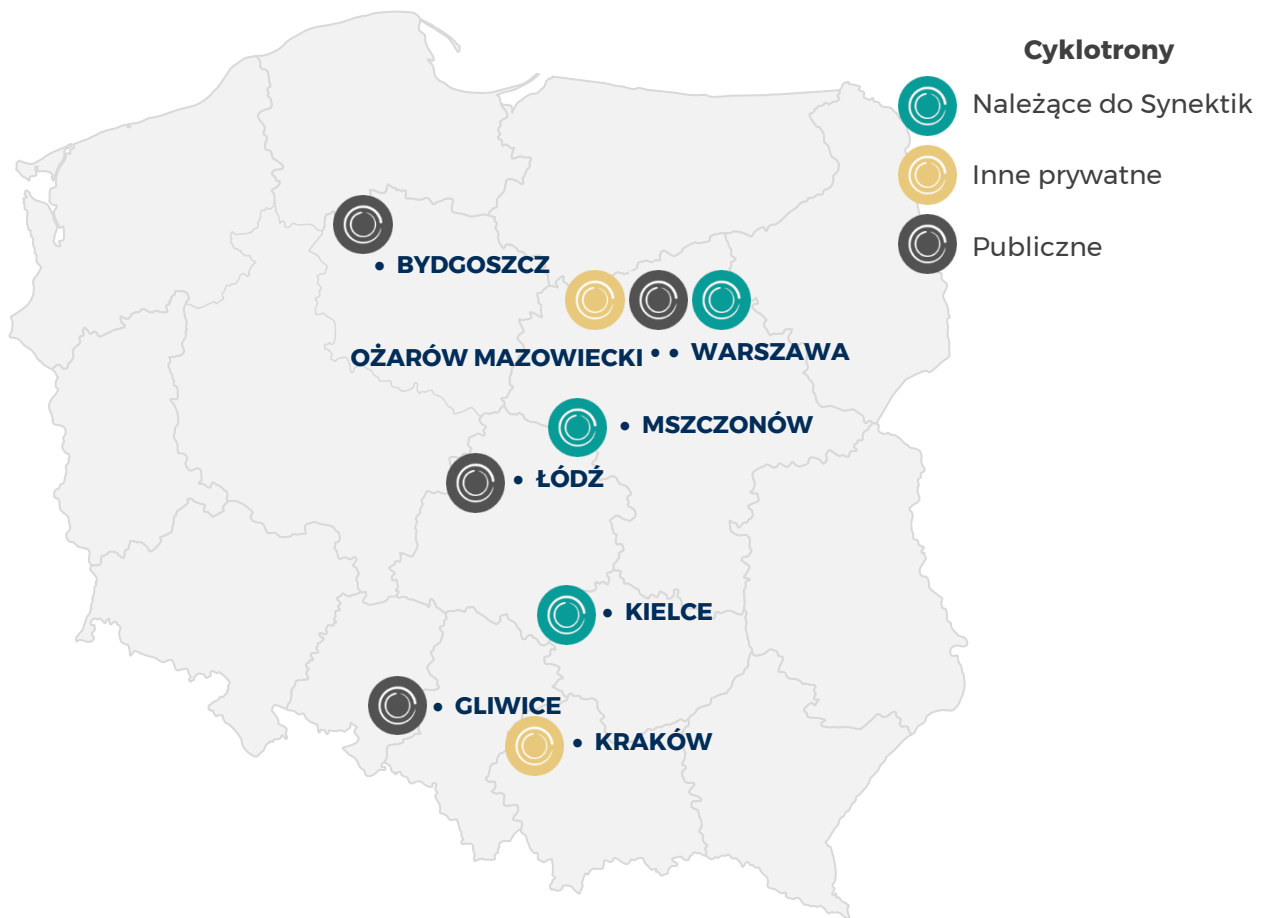 Cyklotrony
Należące do Synektik
Inne prywatne
Publiczne
BYDGOSZCZ
OŻARÓW MAZOWIECKI
WARSZAWA
MSZCZONÓW
ŁÓDŹ
KIELCE
GLIWICE
KRAKÓW